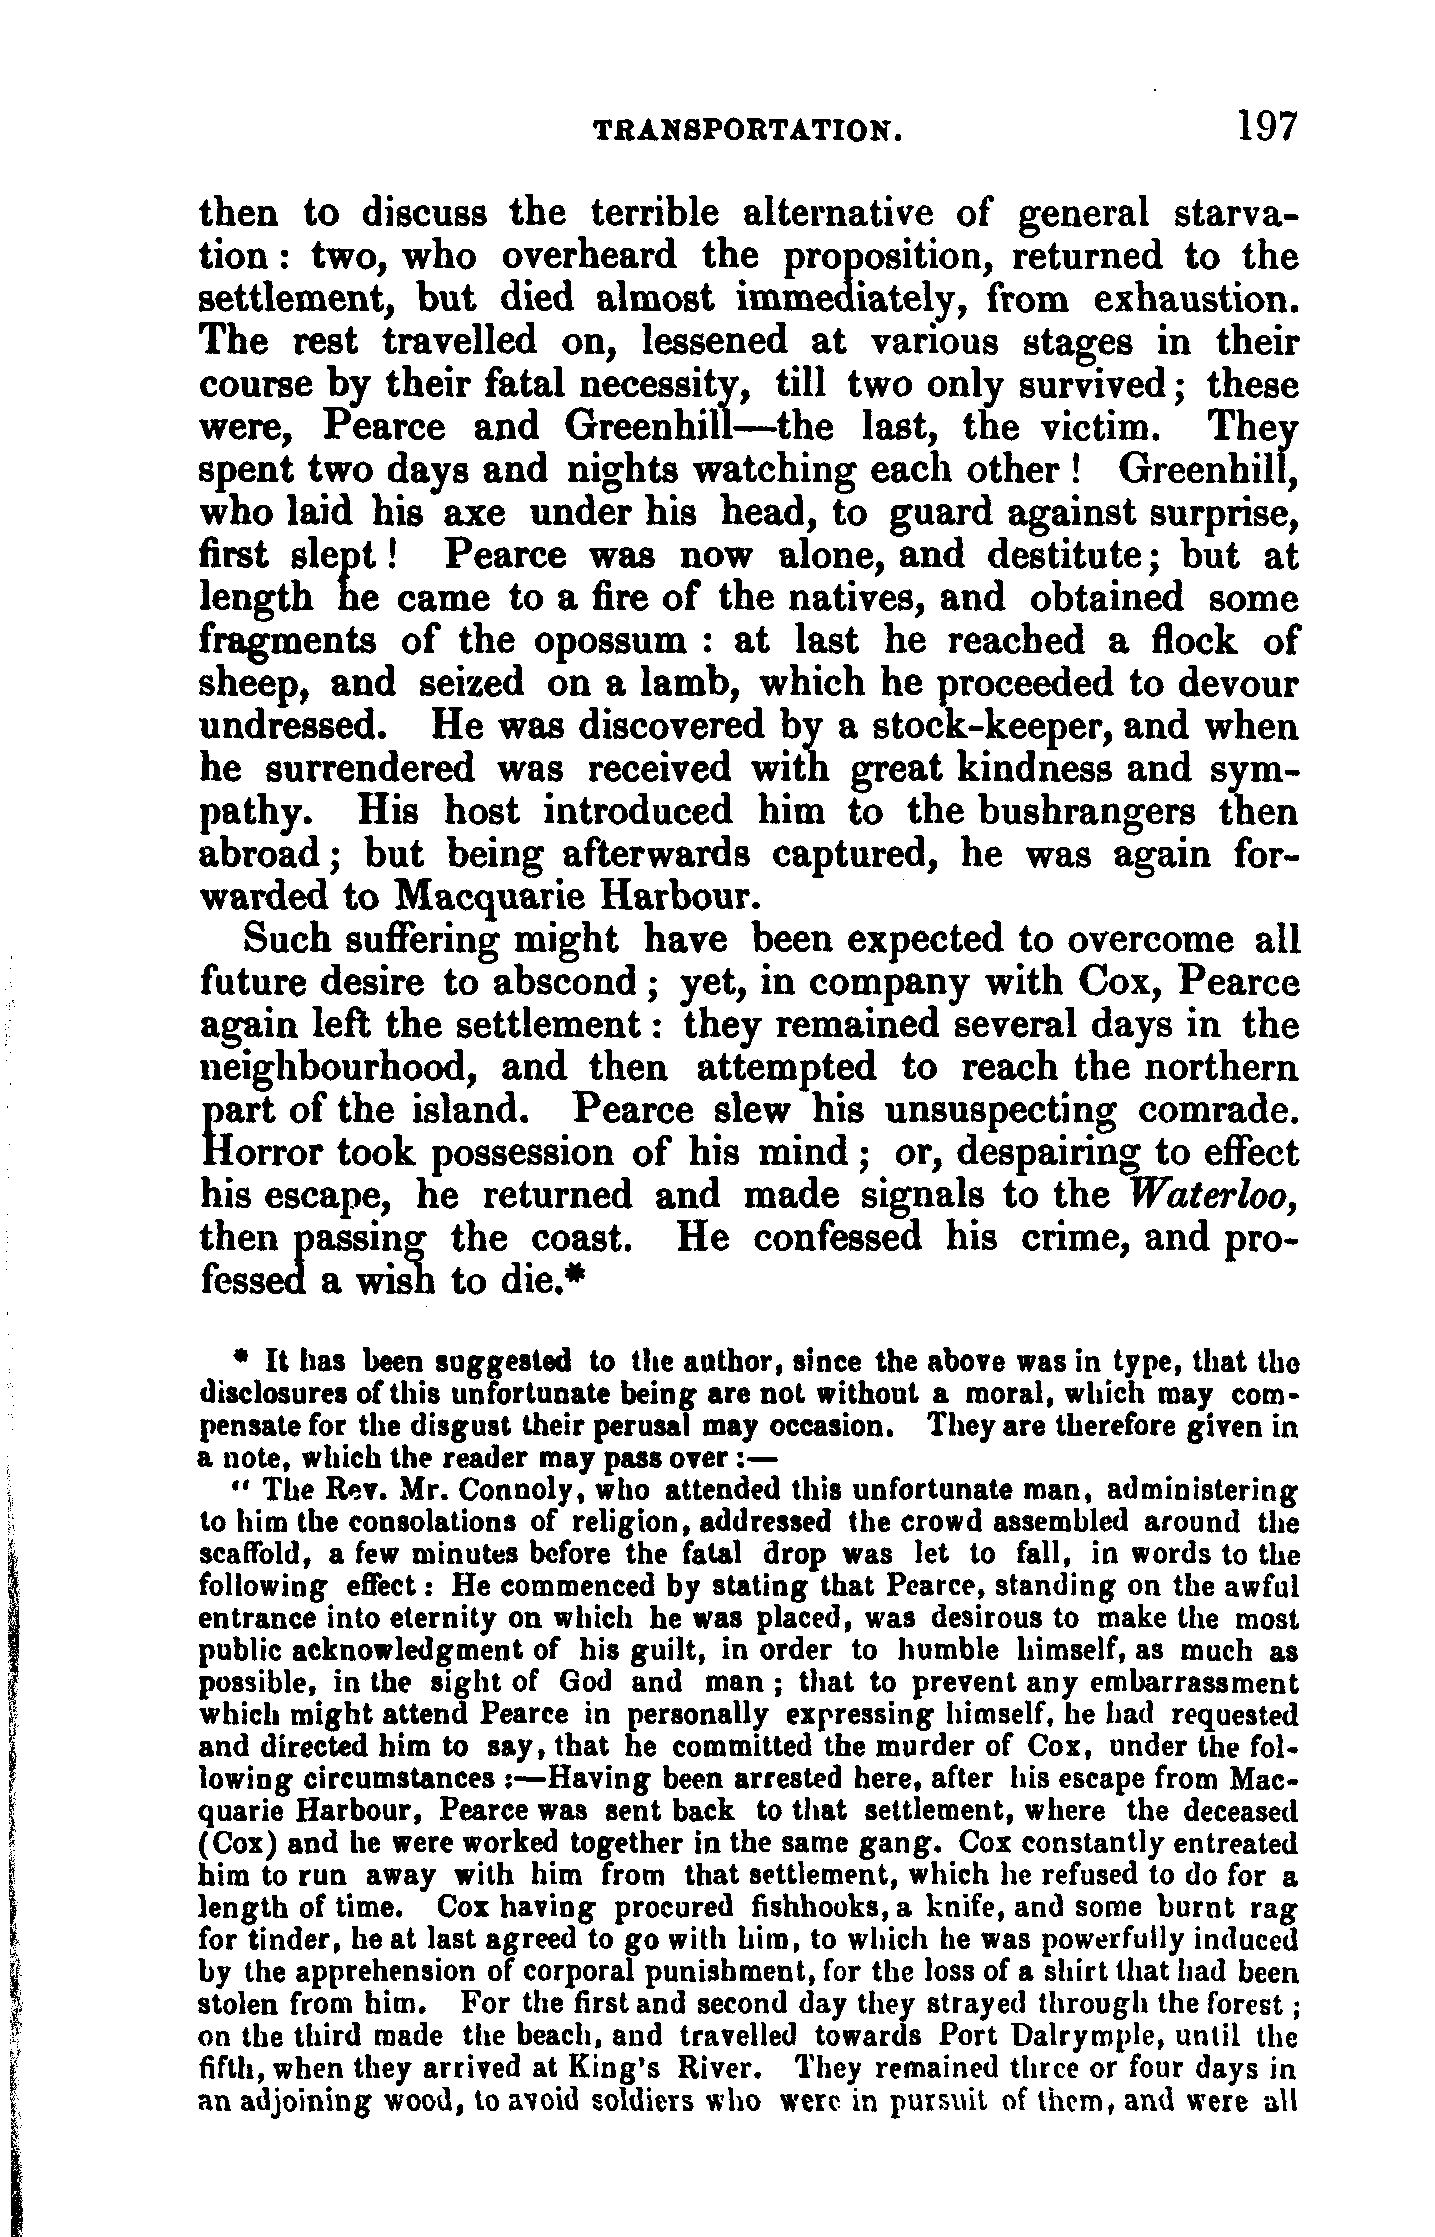 TRANSPORTATION. 197
then to discuss the terrible alternative of general starva-
tion : two, who overheard the proposition, returned to the
settlement, but died almost immediately, from exhaustion.
The rest travelled on, lessened at various stages in their
course by their fatal necessity, till two only survived ; these
were, Pearce and Greenhill—the last, the victim. They
spent two days and nights watching each other ! Greenhill,
who laid his axe under his head, to guard against surprise,
first slept ! Pearce was now alone, and destitute ; but at
length he came to a fire of the natives, and obtained some
fragments of the opossum : at last he reached a flock of
sheep, and seized on a lamb, which he proceeded to devour
undressed. He was discovered by a stock-keeper, and when
he surrendered was received with great kindness and sym-
pathy. His host introduced him to the bushrangers then
abroad ; but being afterwards captured, he was again for-
warded to Macquarie Harbour.
Such suffering might have been expected to overcome all
future desire to abscond ; yet, in company with Cox, Pearce
again left the settlement : they remained several days in the
neighbourhood, and then attempted to reach the northern
part of the island. Pearce slew his unsuspecting comrade.
Horror took possession of his mind ; or, despairing to effect
his escape, he returned and made signals to the Waterloo,
then passing the coast. He confessed his crime, and pro-
fessed a wish to die.*
* It has been suggested to the author, since the above was in type, that the
disclosures of this unfortunate being are not without a moral, which may com-
pensate for the disgust their perusal may occasion. They are therefore given in
a note, which the reader may pass over :—
" The Rev. Mr. Connoly, who attended this unfortunate man, administering
to him the consolations of religion, addressed the crowd assembled around the
scaffold, a few minutes before the fatal drop was let to fall, in words to the
following effect : He commenced by stating that Pearce, standing on the awful
entrance into eternity on which he was placed, was desirous to make the most
public acknowledgment of his guilt, in order to humble himself, as much as
possible, in the sight of God and man ; that to prevent any embarrassment
which might attend Pearce in personally expressing himself, he had requested
and directed him to say, that he committed the murder of Cox, under the fol-
lowing circumstances :—Having been arrested here, after his escape from Mac-
quarie Harbour, Pearce was sent back to that settlement, where the deceased
(Cox) and he were worked together in the same gang. Cox constantly entreated
him to run away with him from that settlement, which he refused to do for a
length of time. Cox having procured fishhooks, a knife, and some burnt rag
for tinder, he at last agreed to go with him, to which he was powerfully induced
by the apprehension of corporal punishment, for the loss of a shirt that had been
stolen from him. For the first and second day they strayed through the forest ;
on the third made the beach, and travelled towards Port Dalrymple, until the
fifth, when they arrived at King's River. They remained three or four days in
an adjoining wood, to avoid soldiers who were in pursuit of them, and were all